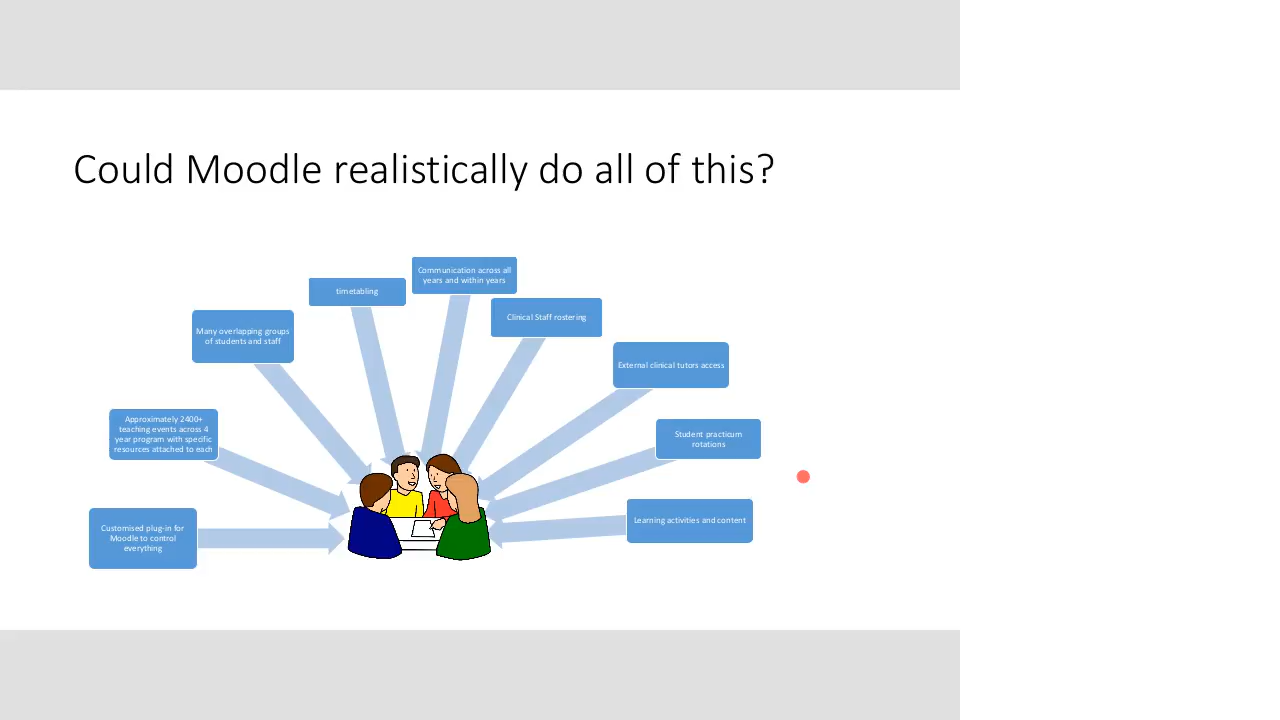 Could Moodle realistically do all of this?
Communication across all
years and within years
timetabling
Clinical Staff rostering
Many overlapping groups
of students and staff
External clinical tutors access
Approximately 2400+
teaching events across 4
year program with specific
resources attached to each
Student practicum
rotations
Learning activities and content
Customised plug-in for
Moodle to control
everything